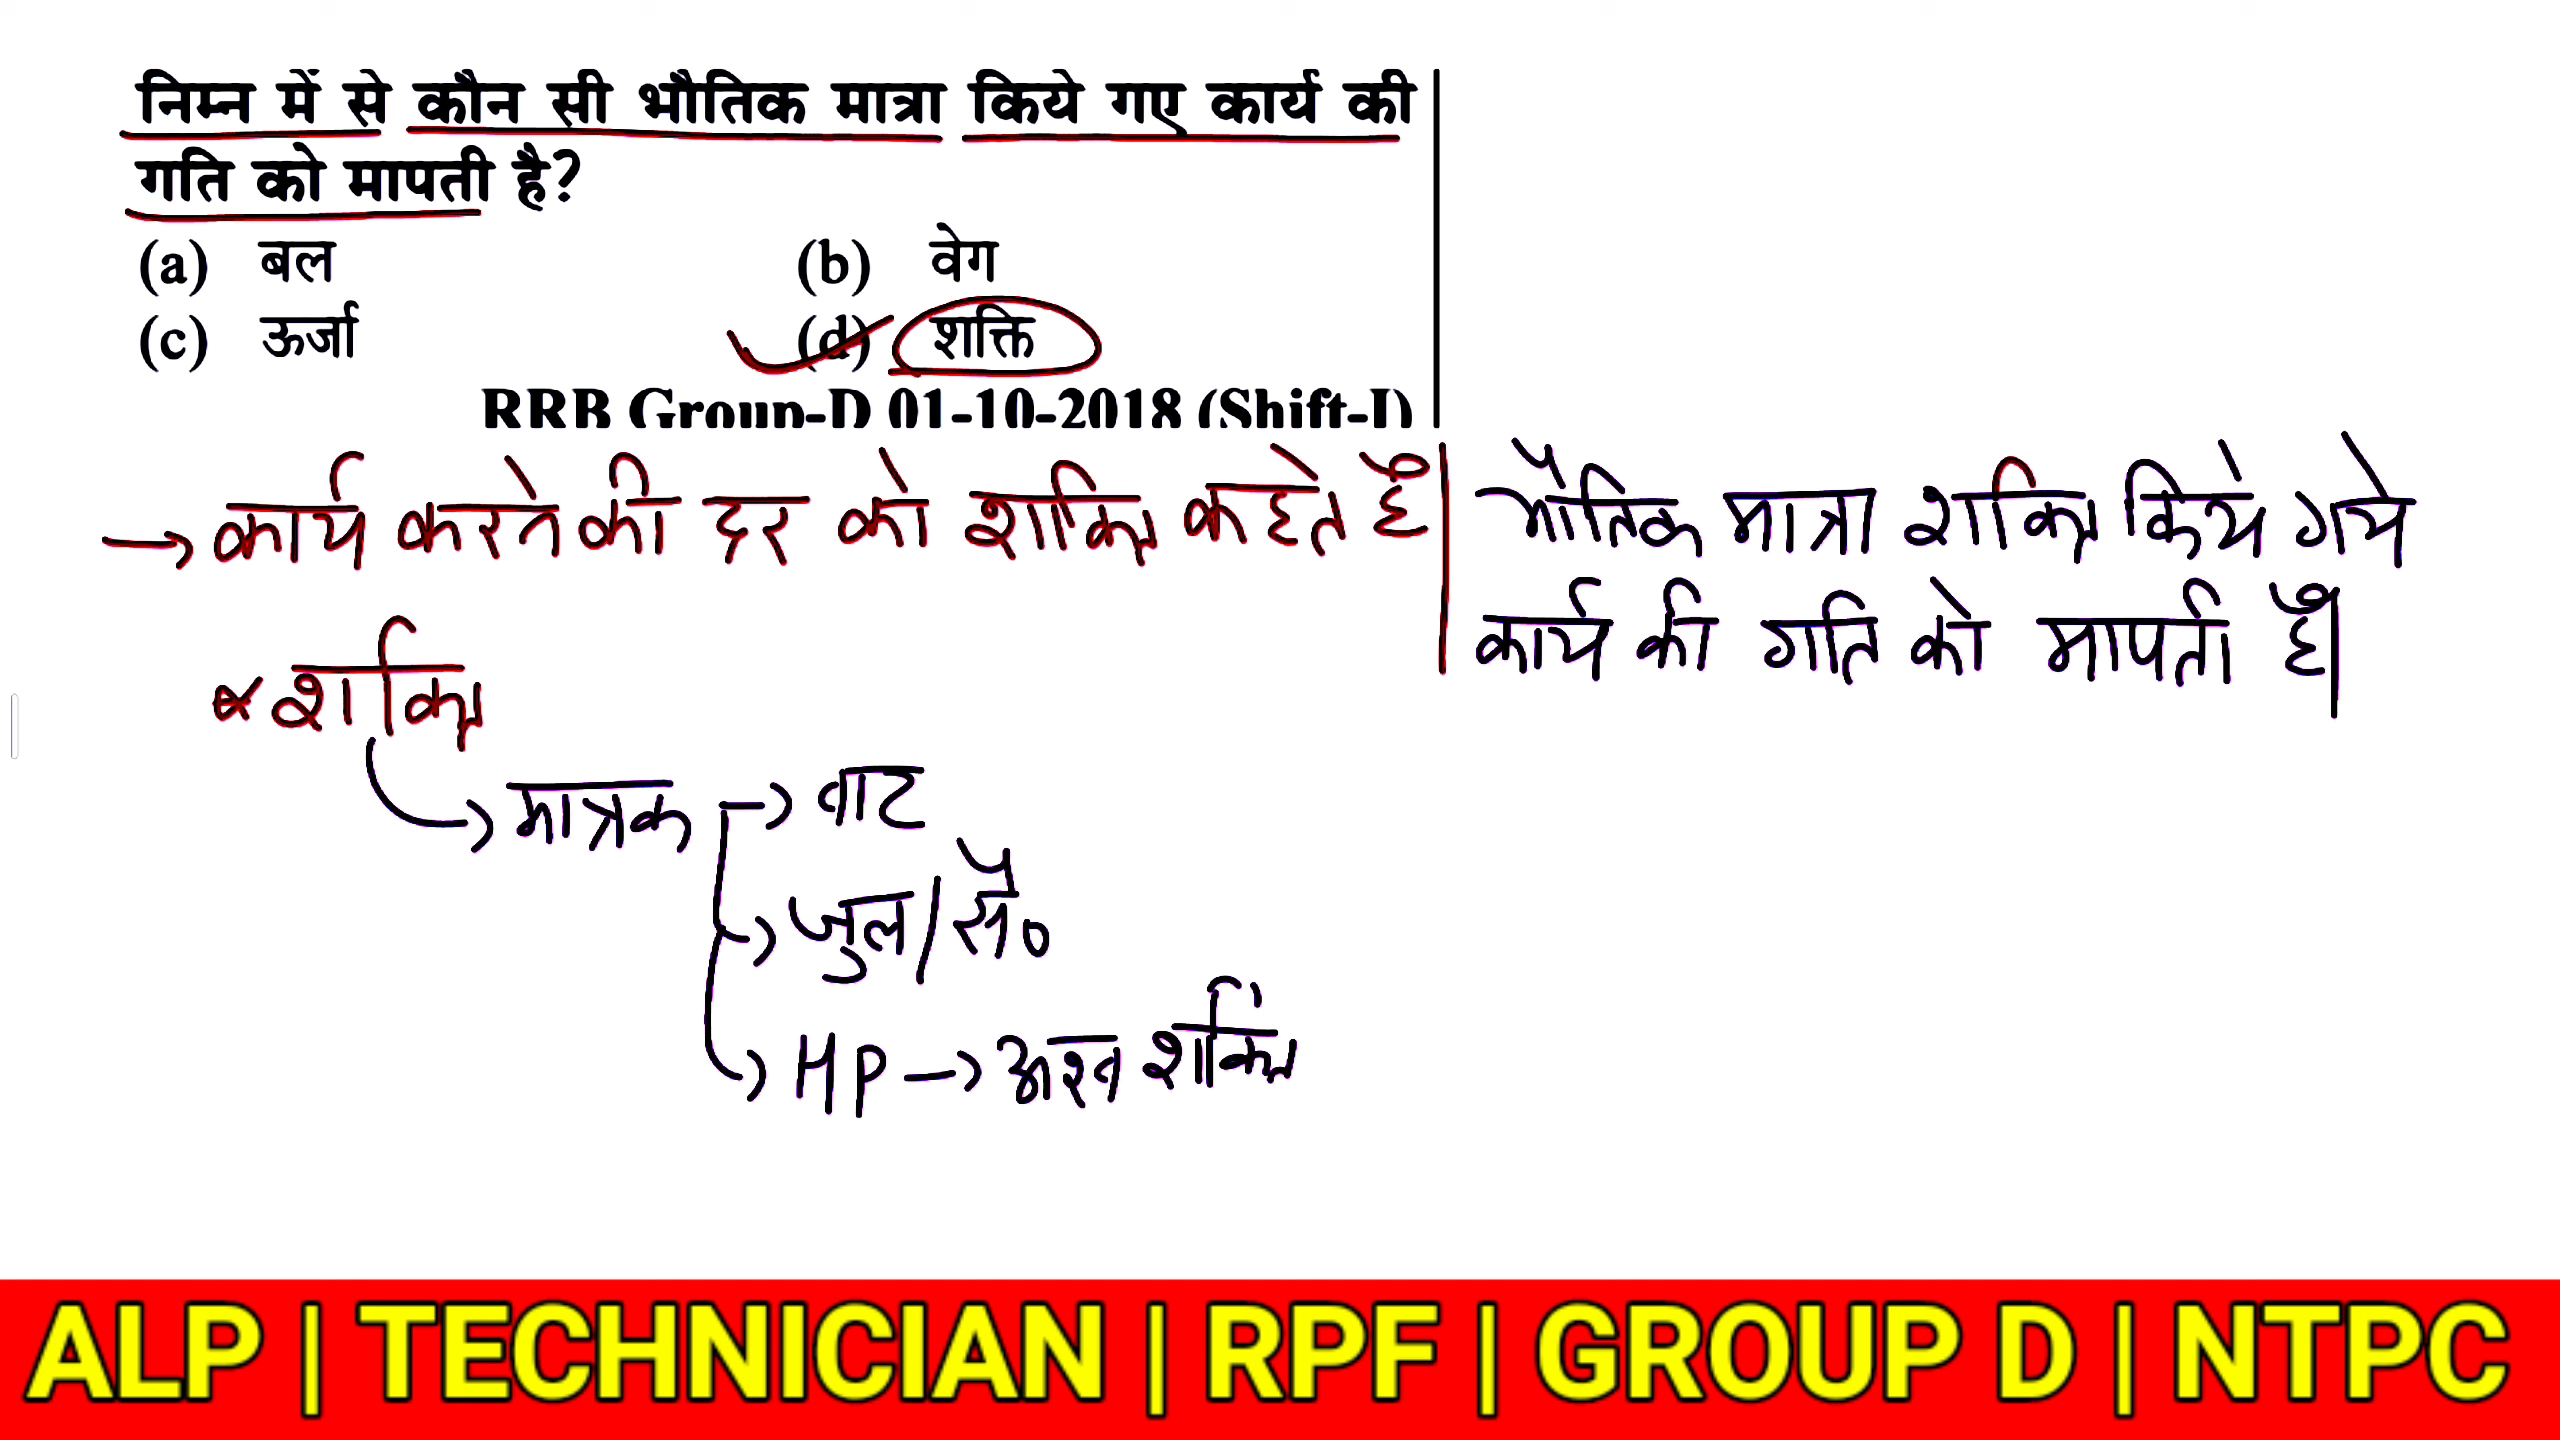 निम्न में से कौन सी भौतिक मात्रा किये गए कार्य की
गति को मापती है?
(a) बल (b) वेग
(c) ऊर्जा (d) शक्ति
RRB Group-D 01-10-2018 (Shift-I)
→ कार्य करने की दर को शक्ति कहते है|
भौतिक मात्रा शक्ति किये गये
कार्य की गति को मापती है|
* शक्ति
→ मात्रक → वाट
→ जुल/सै०
→ HP → अश्व शक्ति
ALP | TECHNICIAN | RPF | GROUP D | NTPC